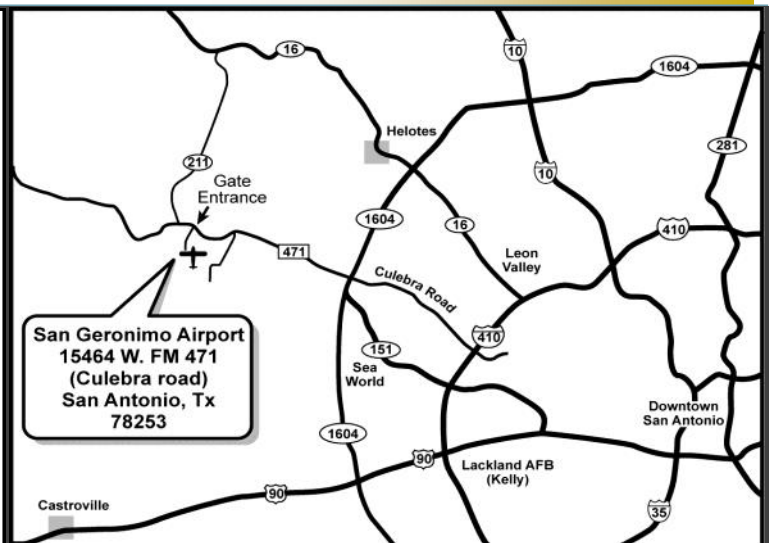 16
10
1604
Helotes
281
211
10
Gate
Entrance
1604
16
410
471
Leon
Valley
Culebra Road
San Geronimo Airport
15464 W. FM 471
(Culebra road)
San Antonio, Tx
78253
410
151
Sea
World
Downtown
San Antonio
1604
90
Lackland AFB
(Kelly)
90
Castroville
35